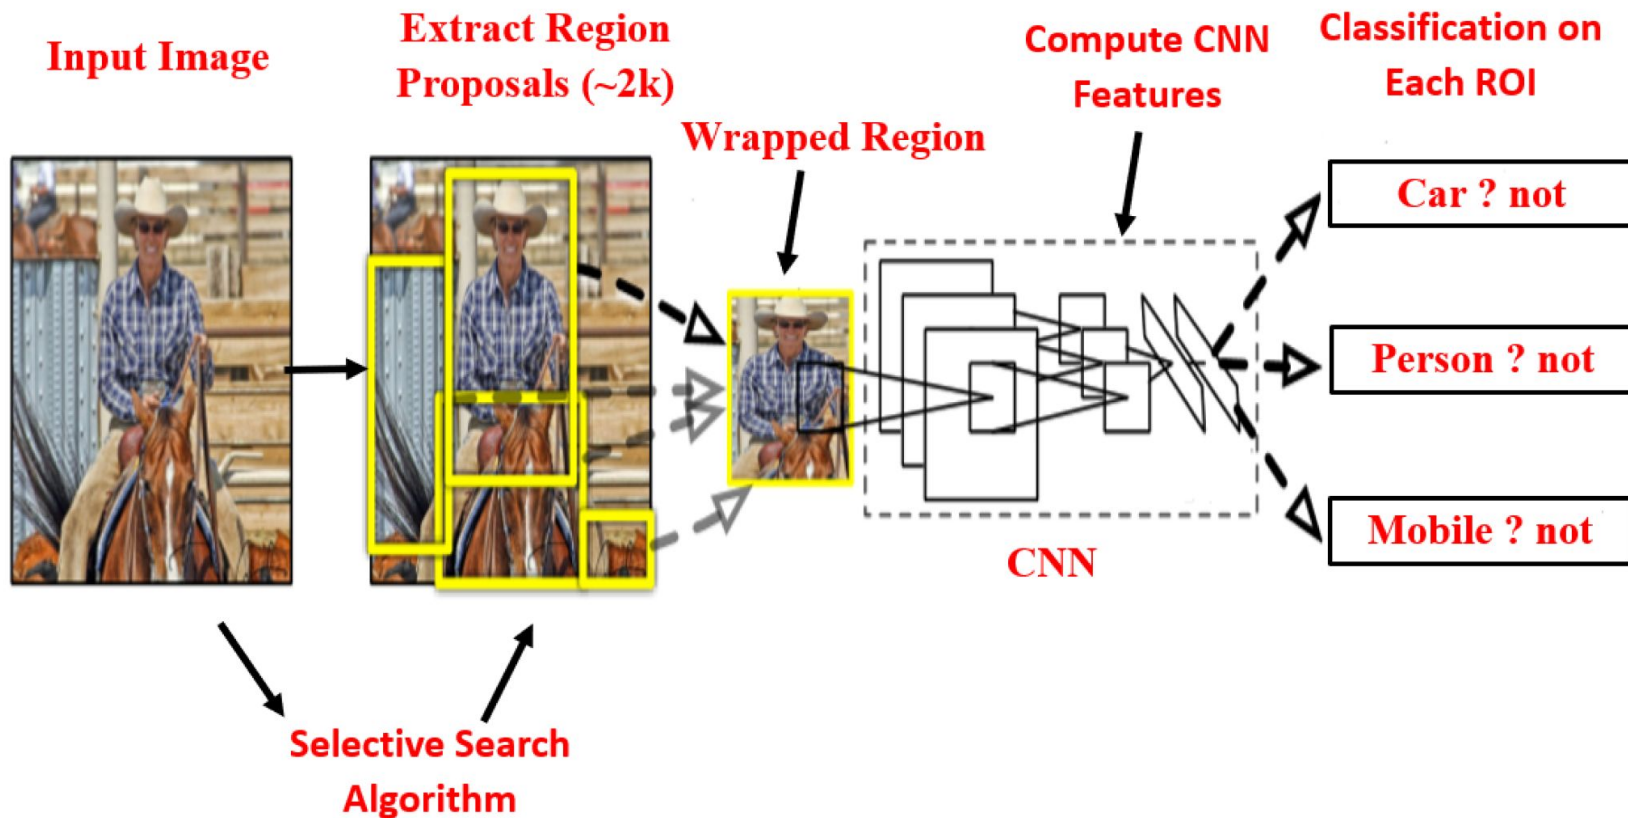 Input Image
Extract Region
Proposals (~2k)
Wrapped Region
Compute CNN
Features
Classification on
Each ROI
Car ? not
Person ? not
Mobile ? not
CNN
Selective Search
Algorithm